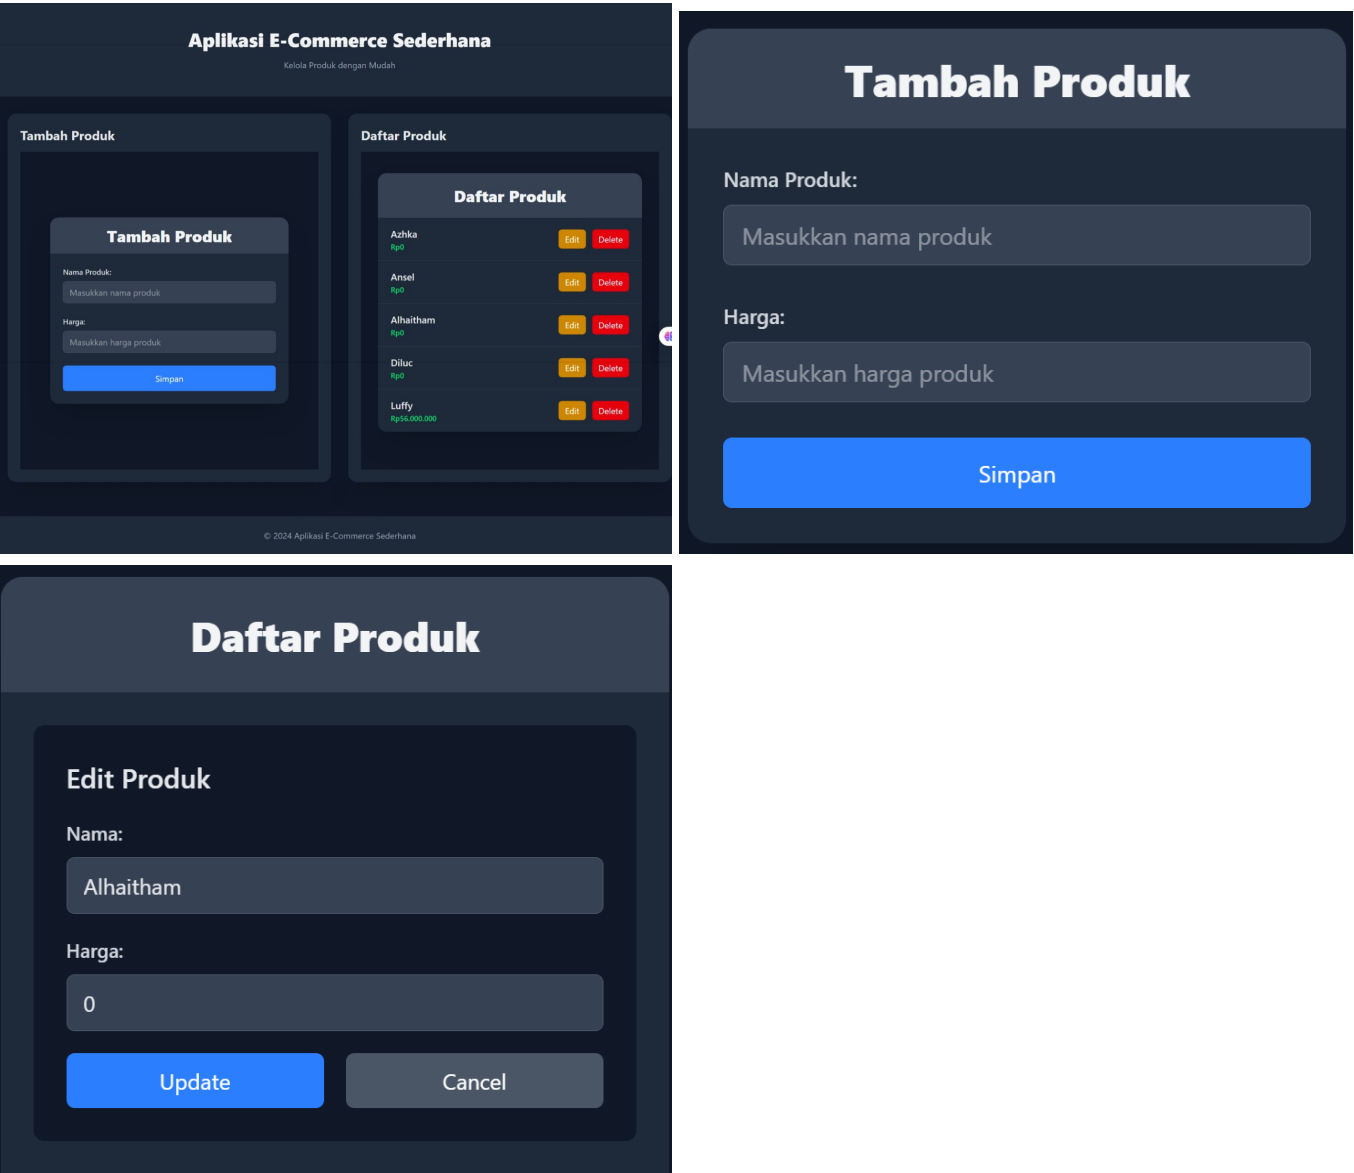 Aplikasi E-Commerce Sederhana
Kelola Produk dengan Mudah
Tambah Produk
Tambah Produk
Nama Produk:
Masukkan nama produk
Harga:
Masukkan harga produk
Simpan
Daftar Produk
Daftar Produk
Azhka
Rp0
Edit Delete
Ansel
Rp0
Edit Delete
Alhaitham
Rp0
Edit Delete
Diluc
Rp0
Edit Delete
Luffy
Rp56.000.000
Edit Delete
© 2024 Aplikasi E-Commerce Sederhana
Tambah Produk
Nama Produk:
Masukkan nama produk
Harga:
Masukkan harga produk
Simpan
Daftar Produk
Edit Produk
Nama:
Alhaitham
Harga:
0
Update Cancel